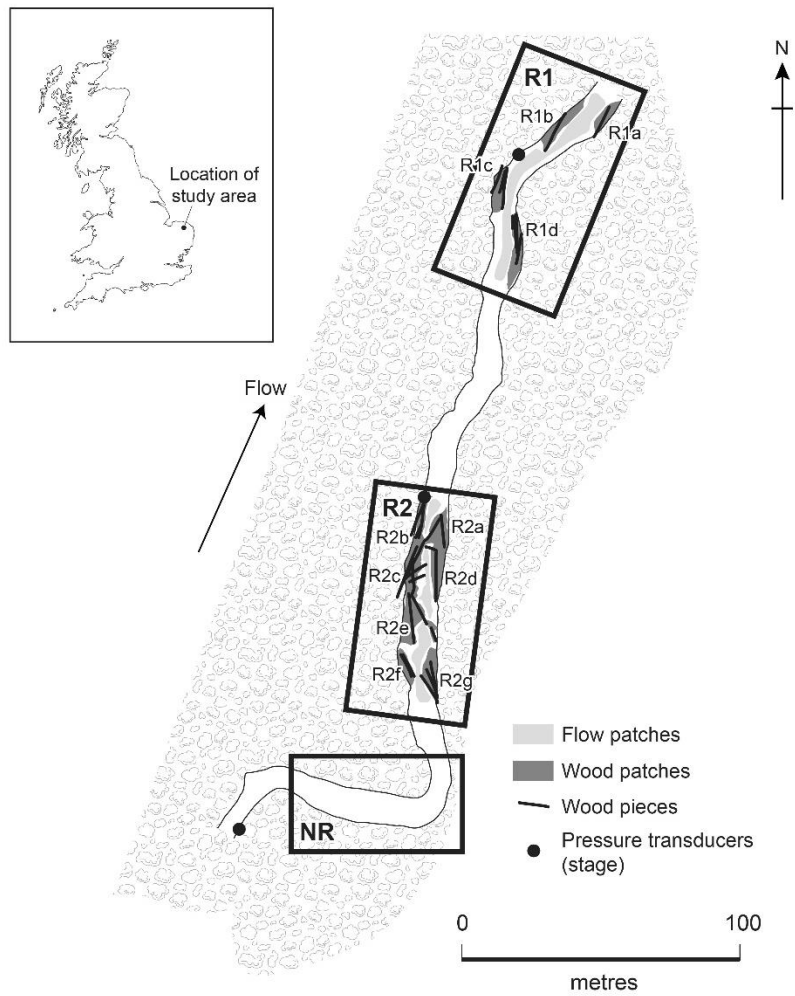 Location of
study area
N
R1
R1b
R1a
R1c
R1d
Flow
R2
R2a
R2b
R2c
R2d
R2e
R2f
R2g
NR
Flow patches
Wood patches
Wood pieces
Pressure transducers
(stage)
0
100
metres